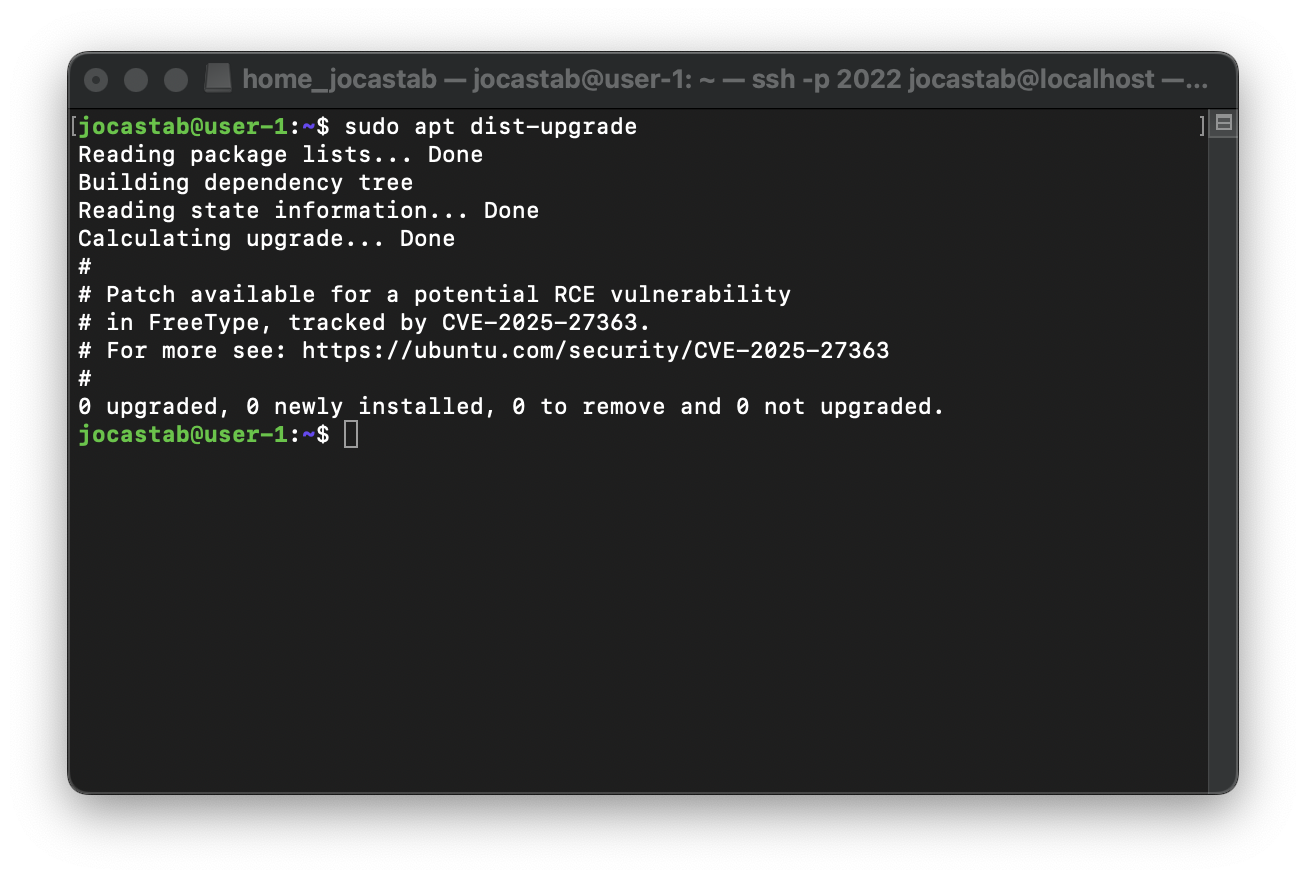 home_jocastab — jocastab@user-1: ~ — ssh -p 2022 jocastab@localhost —...
[jocastab@user-1:~$ sudo apt dist-upgrade ]
Reading package lists... Done
Building dependency tree
Reading state information... Done
Calculating upgrade... Done
#
# Patch available for a potential RCE vulnerability
# in FreeType, tracked by CVE-2025-27363.
# For more see: https://ubuntu.com/security/CVE-2025-27363
#
0 upgraded, 0 newly installed, 0 to remove and 0 not upgraded.
jocastab@user-1:~$